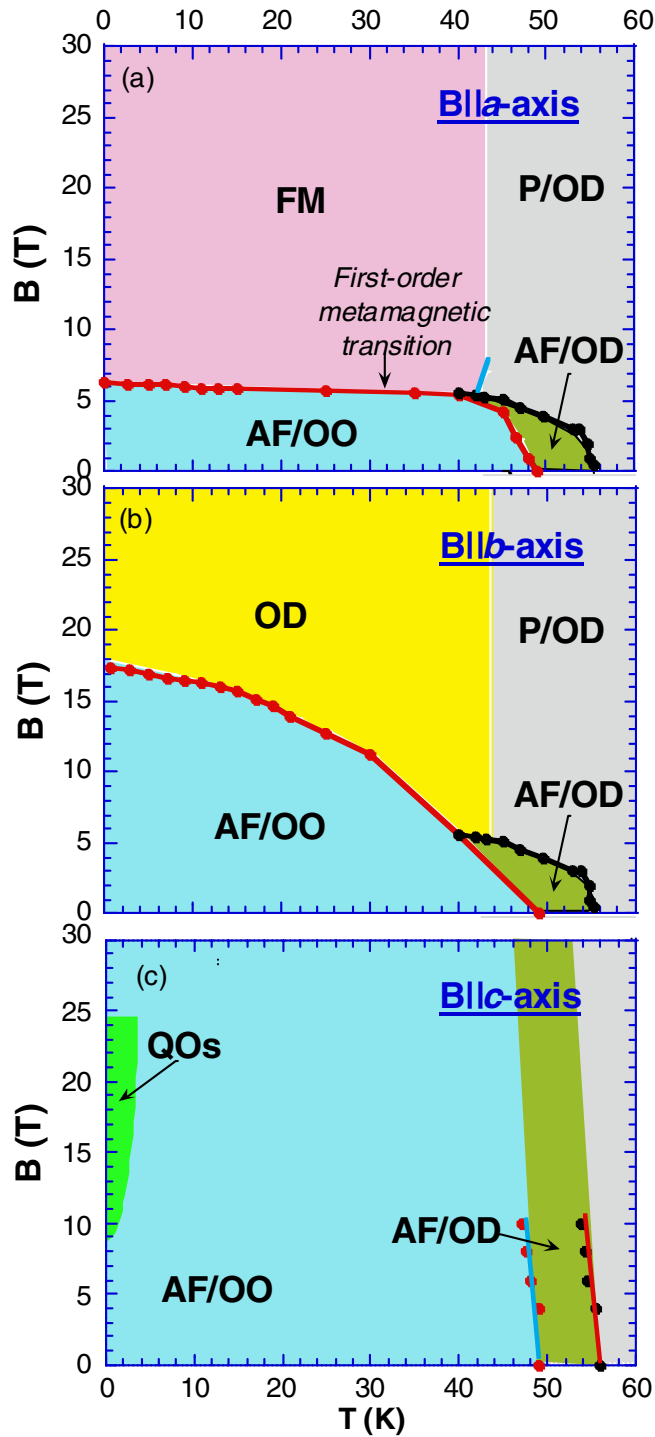 0 10 20 30 40 50 60
30
(a)
B||a-axis
25
20
P/OD
FM
B (T)
15
First-order
metamagnetic
transition
10
AF/OD
5
AF/OO
0
30
(b)
B||b-axis
25
OD
20
P/OD
B (T)
15
10
AF/OD
AF/OO
5
0
30
(c)
B||c-axis
25
QOs
20
B (T)
15
10
AF/OD
AF/OO
5
0
0 10 20 30 40 50 60
T (K)